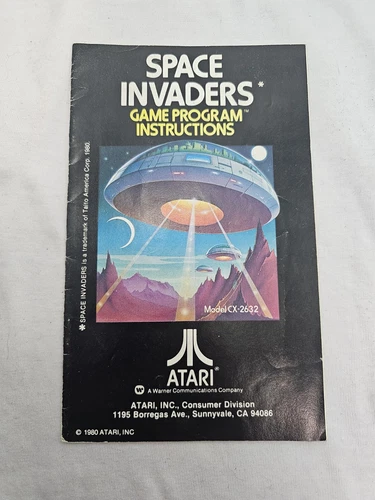 SPACE
INVADERS*
GAME PROGRAM™
INSTRUCTIONS
* SPACE INVADERS is a trademark of Taito America Corp. 1980.
Model CX-2632
ATARI®
W A Warner Communications Company
ATARI, INC., Consumer Division
1195 Borregas Ave., Sunnyvale, CA 94086
© 1980 ATARI, INC